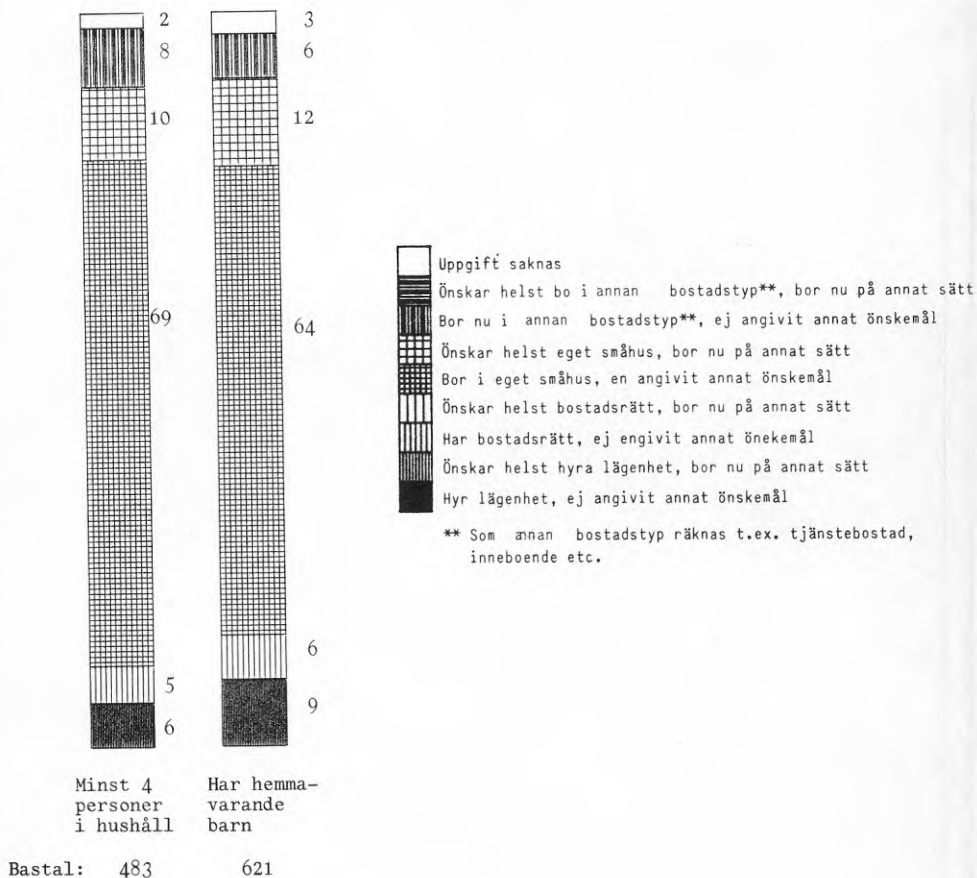 2 3
8 6
10 12
69 64
6
5
9
6
Uppgift saknas
Önskar helst bo i annan bostadstyp**, bor nu på annat sätt
Bor nu i annan bostadstyp**, ej angivit annat önskemål
Önskar helst eget småhus, bor nu på annat sätt
Bor i eget småhus, en angivit annat önskemål
Önskar helst bostadsrätt, bor nu på annat sätt
Har bostadsrätt, ej engivit annat önekemål
Önskar helst hyra lägenhet, bor nu på annat sätt
Hyr lägenhet, ej angivit annat önskemål
** Som annan bostadstyp räknas t.ex. tjänstebostad,
inneboende etc.
Minst 4
personer
i hushåll
Har hemma-
varande
barn
Bastal: 483 621